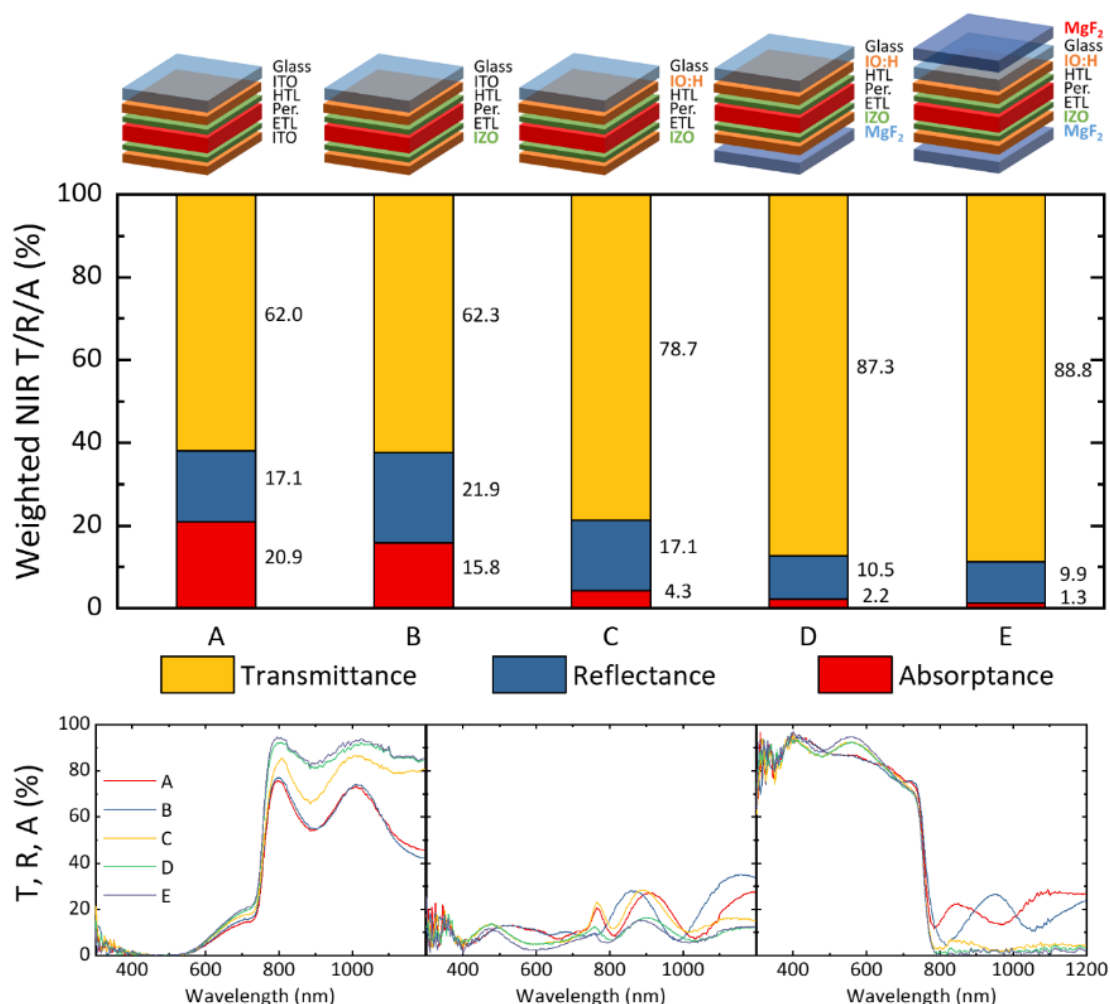 Glass
ITO
HTL
Per.
ETL
ITO
Glass
ITO
HTL
Per.
ETL
IZO
Glass
IO:H
HTL
Per.
ETL
IZO
Glass
IO:H
HTL
Per.
ETL
IZO
MgF₂
MgF₂
Glass
IO:H
HTL
Per.
ETL
IZO
MgF₂
Weighted NIR T/R/A (%)
100
80
60
40
20
0
62.0
17.1
20.9
62.3
21.9
15.8
78.7
17.1
4.3
87.3
10.5
2.2
88.8
9.9
1.3
A B C D E
Transmittance Reflectance Absorptance
T, R, A (%)
100
80
60
40
20
0
A
B
C
D
E
400 600 800 1000 400 600 800 1000 400 600 800 1000 1200
Wavelength (nm) Wavelength (nm) Wavelength (nm)